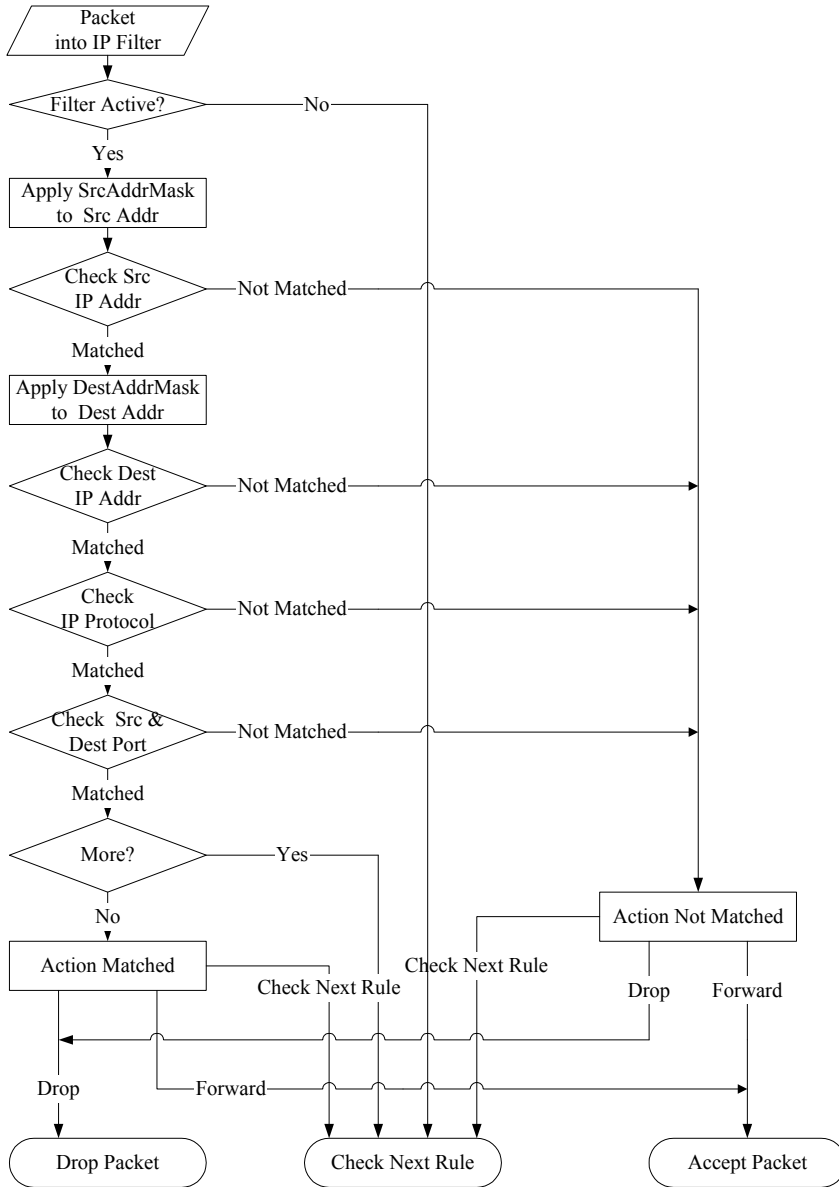 Packet
into IP Filter
Filter Active?
No
Yes
Apply SrcAddrMask
to Src Addr
Check Src
IP Addr
Not Matched
Matched
Apply DestAddrMask
to Dest Addr
Check Dest
IP Addr
Not Matched
Matched
Check
IP Protocol
Not Matched
Matched
Check Src &
Dest Port
Not Matched
Matched
More?
Yes
No
Action Not Matched
Action Matched
Check Next Rule
Check Next Rule
Drop
Forward
Drop
Forward
Drop Packet
Check Next Rule
Accept Packet